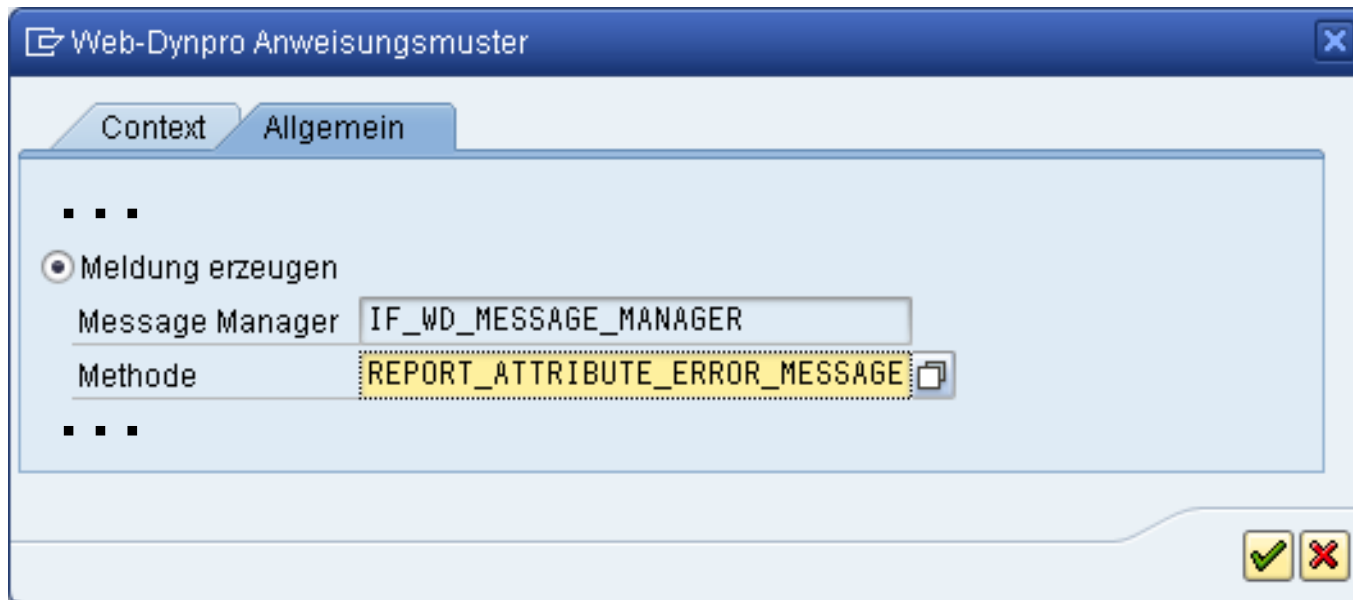 Web-Dynpro Anweisungsmuster
Context Allgemein
...
Meldung erzeugen
Message Manager IF_WD_MESSAGE_MANAGER
Methode REPORT_ATTRIBUTE_ERROR_MESSAGE
...